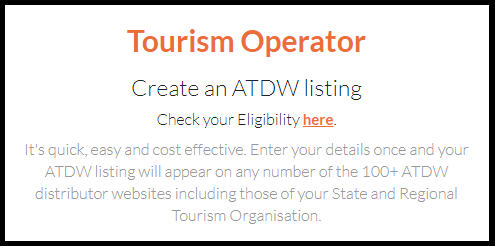 Tourism Operator
Create an ATDW listing
Check your Eligibility here.
It's quick, easy and cost effective. Enter your details once and your
ATDW listing will appear on any number of the 100+ ATDW
distributor websites including those of your State and Regional
Tourism Organisation.